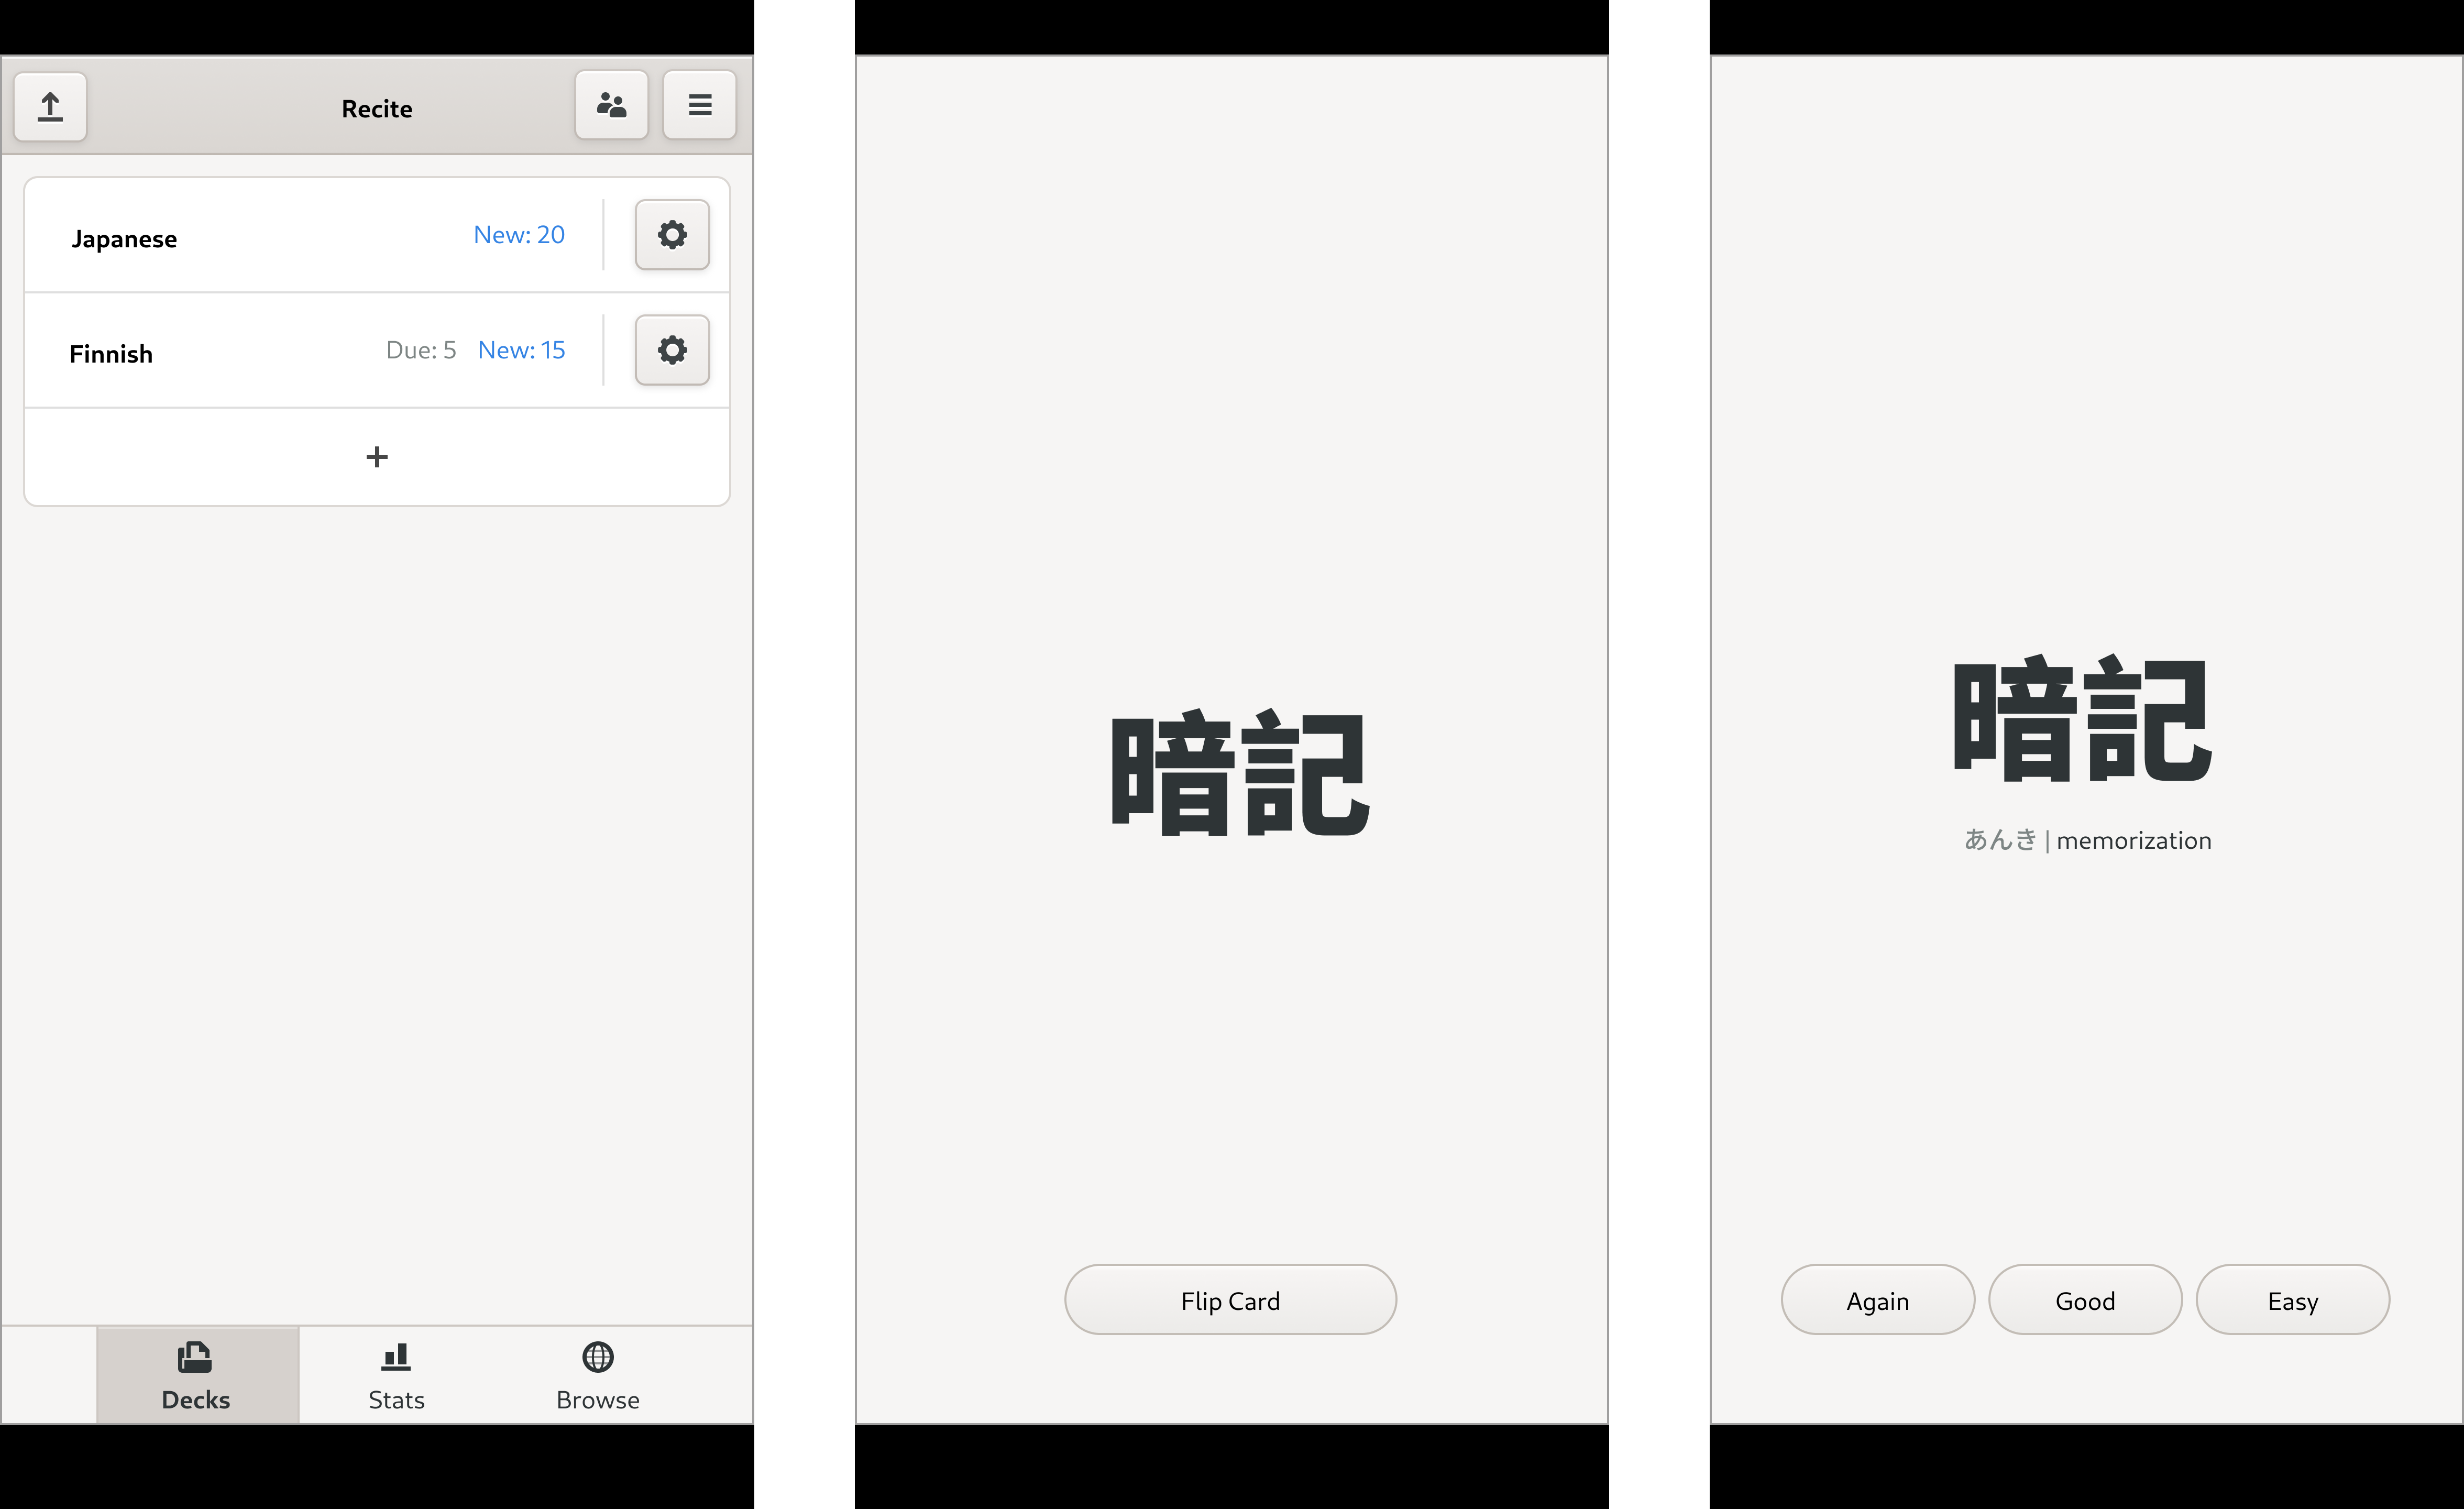 Recite
Japanese New: 20
Finnish Due: 5 New: 15
+
Decks Stats Browse
暗記
Flip Card
暗記
あんき | memorization
Again Good Easy